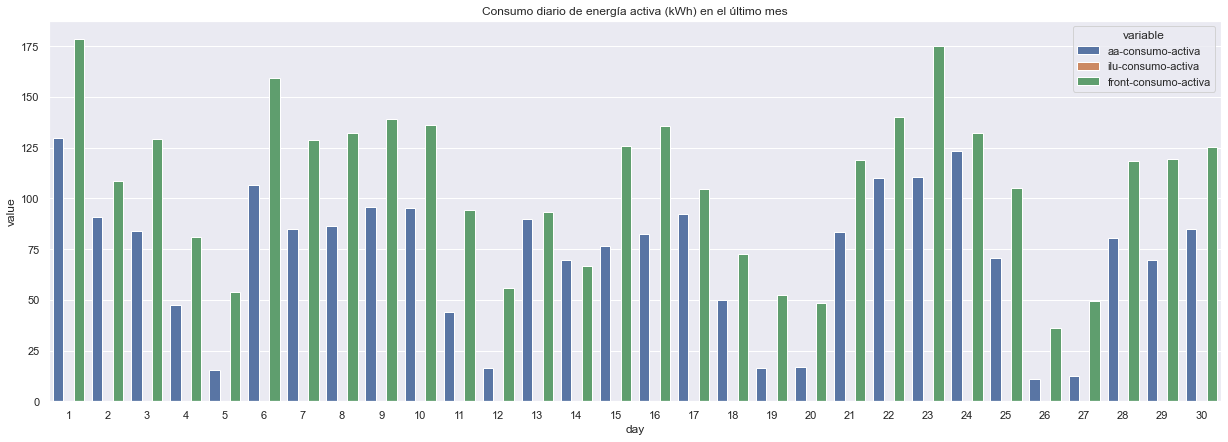 Consumo diario de energía activa (kWh) en el último mes
variable
aa-consumo-activa
ilu-consumo-activa
front-consumo-activa
value
175
150
125
100
75
50
25
0
1 2 3 4 5 6 7 8 9 10 11 12 13 14 15 16 17 18 19 20 21 22 23 24 25 26 27 28 29 30
day